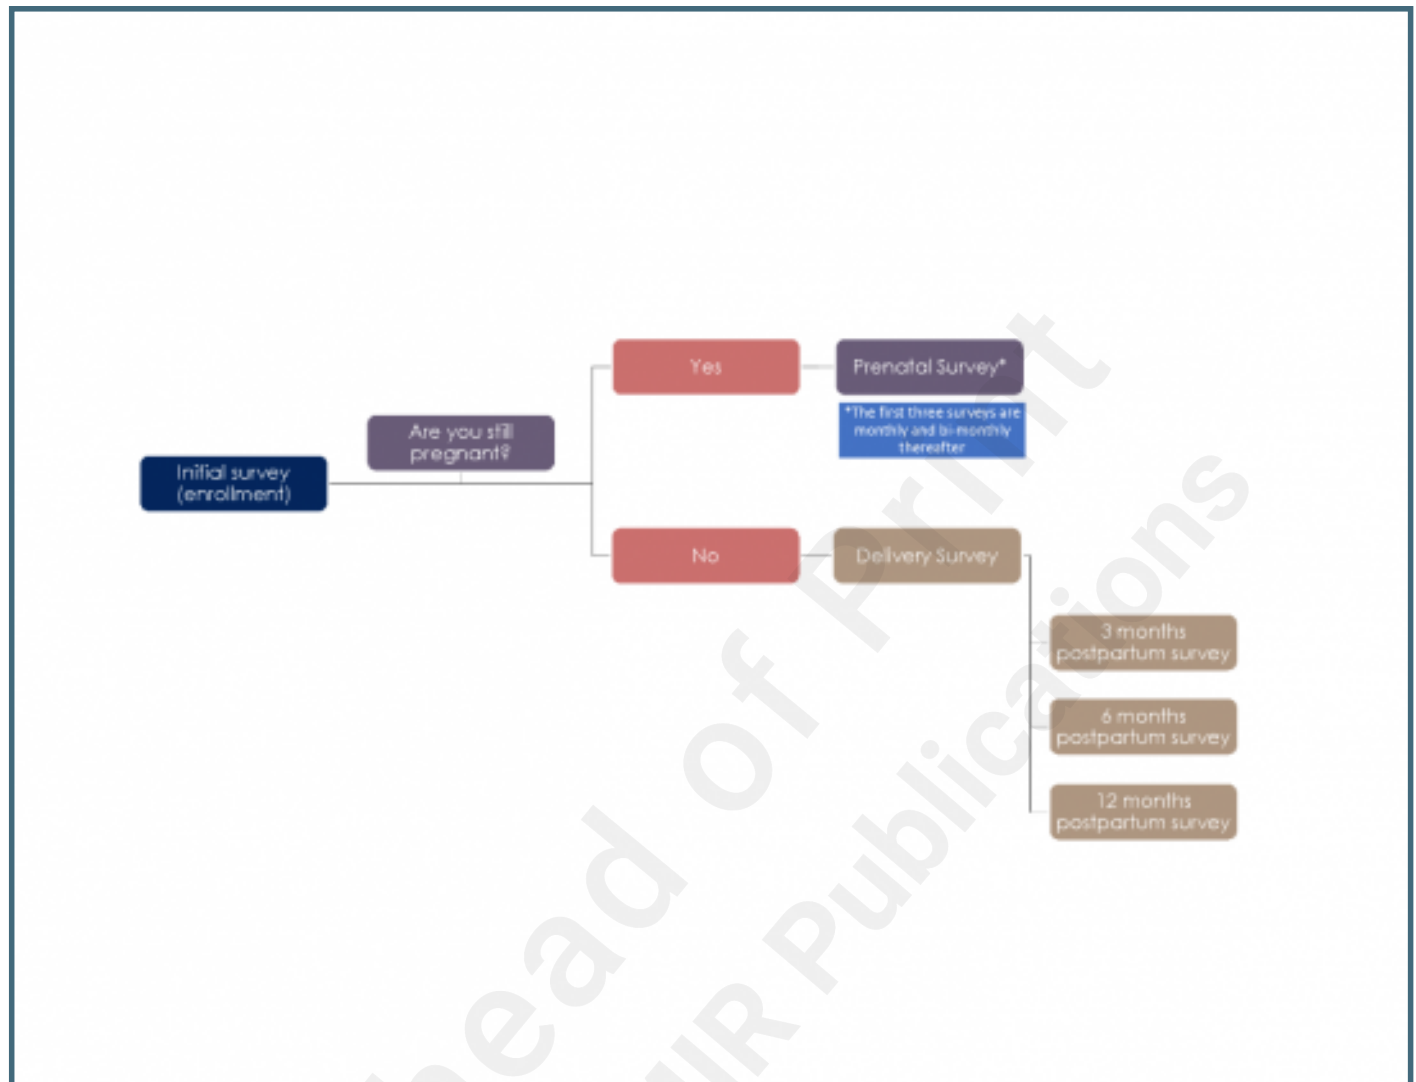 Initial survey
(enrollment)
Are you still
pregnant?
Yes
Prenatal Survey*
*The first three surveys are
monthly and bi-monthly
thereafter
No
Delivery Survey
3 months
postpartum survey
6 months
postpartum survey
12 months
postpartum survey
of Print
Publications